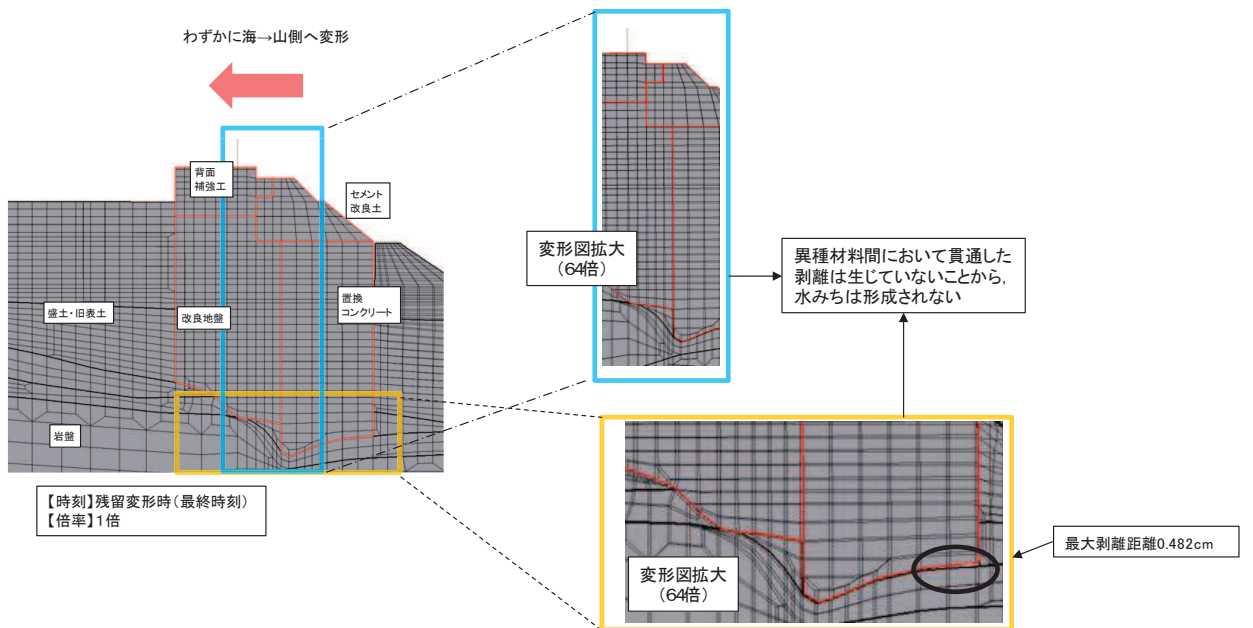 わずかに海→山側へ変形
背面
補強工
セメント
改良土
盛土・旧表土
改良地盤
置換
コンクリート
岩盤
【時刻】残留変形時(最終時刻)
【倍率】1倍
変形図拡大
(64倍)
異種材料間において貫通した
剥離は生じていないことから,
水みちは形成されない
変形図拡大
(64倍)
最大剥離距離0.482cm